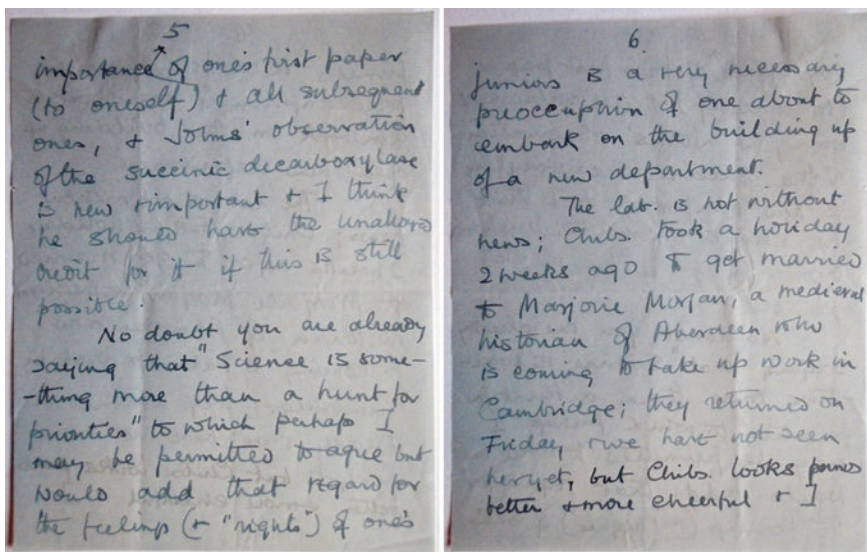 5
importance of one's first paper
(to oneself) & all subsequent
ones, & Johns' observation
of the succinic decarboxylase
is new & important & I think
he should have the unallowed
credit for it if this is still
possible.
No doubt you are already
saying that "Science is some-
-thing more than a hunt for
priorities" to which perhaps I
may be permitted to agree but
would add that regard for
the feelings (& "rights") of one's
6.
juniors is a very necessary
preoccupation of one about to
embark on the building up
of a new department.
The lab. is not without
news; Chibs. took a holiday
2 weeks ago to get married
to Marjorie Morgan, a medieval
historian of Aberdeen who
is coming to take up work in
Cambridge; they returned on
Friday & we have not seen
her yet, but Chibs. looks
better & more cheerful & I